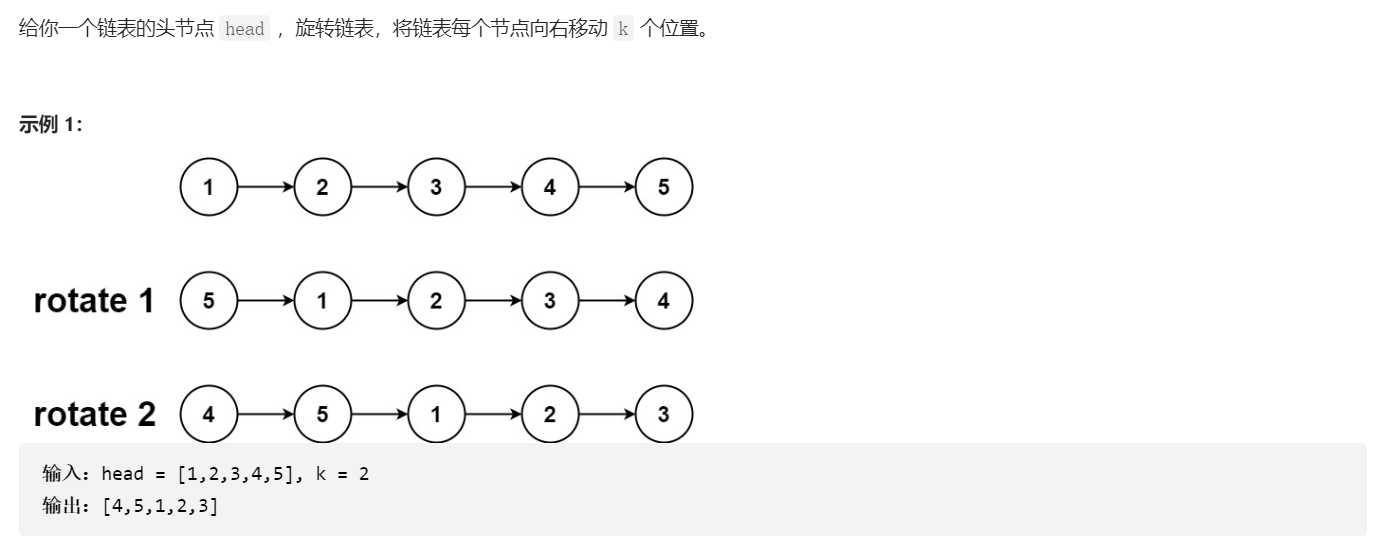 给你一个链表的头节点 head ，旋转链表，将链表每个节点向右移动 k 个位置。
示例 1：
1 2 3 4 5
rotate 1 5 1 2 3 4
rotate 2 4 5 1 2 3
输入：head = [1,2,3,4,5], k = 2
输出：[4,5,1,2,3]